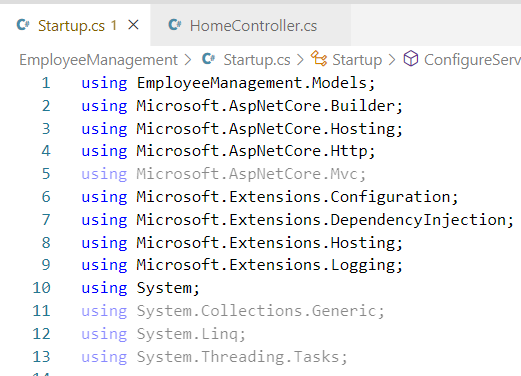 Startup.cs 1 HomeController.cs
EmployeeManagement > Startup.cs > Startup > ConfigureServ
1 using EmployeeManagement.Models;
2 using Microsoft.AspNetCore.Builder;
3 using Microsoft.AspNetCore.Hosting;
4 using Microsoft.AspNetCore.Http;
5 using Microsoft.AspNetCore.Mvc;
6 using Microsoft.Extensions.Configuration;
7 using Microsoft.Extensions.DependencyInjection;
8 using Microsoft.Extensions.Hosting;
9 using Microsoft.Extensions.Logging;
10 using System;
11 using System.Collections.Generic;
12 using System.Linq;
13 using System.Threading.Tasks;